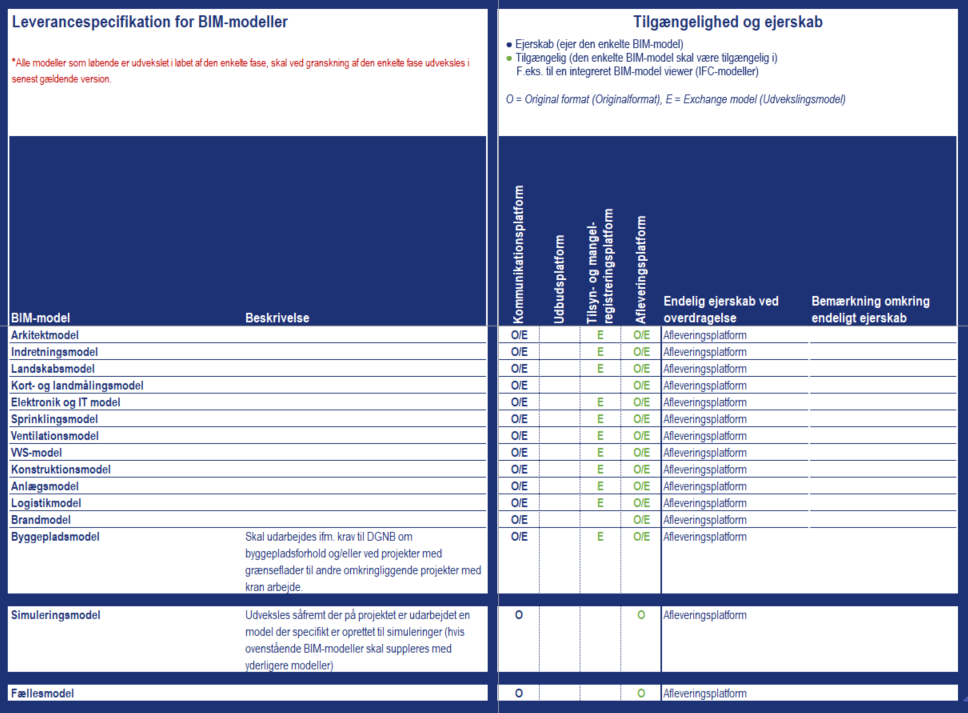 Leverancespecifikation for BIM-modeller
*Alle modeller som løbende er udvekslet i løbet af den enkelte fase, skal ved granskning af den enkelte fase udveksles i
senest gældende version.
Tilgængelighed og ejerskab
● Ejerskab (ejer den enkelte BIM-model)
● Tilgængelig (den enkelte BIM-model skal være tilgængelig i)
F.eks. til en integreret BIM-model viewer (IFC-modeller)
O = Original format (Originalformat), E = Exchange model (Udvekslingsmodel)
BIM-model Beskrivelse
Kommunikationsplatform
Udbudsplatform
Tilsyn- og mangel-
registreringsplatform
Afleveringsplatform
Endelig ejerskab ved
overdragelse
Bemærkning omkring
endeligt ejerskab
Arkitektmodel O/E E O/E Afleveringsplatform
Indretningsmodel O/E E O/E Afleveringsplatform
Landskabsmodel O/E E O/E Afleveringsplatform
Kort- og landmålingsmodel O/E O/E Afleveringsplatform
Elektronik og IT model O/E E O/E Afleveringsplatform
Sprinklingsmodel O/E E O/E Afleveringsplatform
Ventilationsmodel O/E E O/E Afleveringsplatform
VVS-model O/E E O/E Afleveringsplatform
Konstruktionsmodel O/E E O/E Afleveringsplatform
Anlægsmodel O/E E O/E Afleveringsplatform
Logistikmodel O/E E O/E Afleveringsplatform
Brandmodel O/E O/E Afleveringsplatform
Byggepladsmodel Skal udarbejdes ifm. krav til DGNB om O/E E O/E Afleveringsplatform
byggepladsforhold og/eller ved projekter med
grænseflader til andre omkringliggende projekter med
kran arbejde.
Simuleringsmodel Udveksles såfremt der på projektet er udarbejdet en O O Afleveringsplatform
model der specifikt er oprettet til simuleringer (hvis
ovenstående BIM-modeller skal suppleres med
yderligere modeller)
Fællesmodel O O Afleveringsplatform